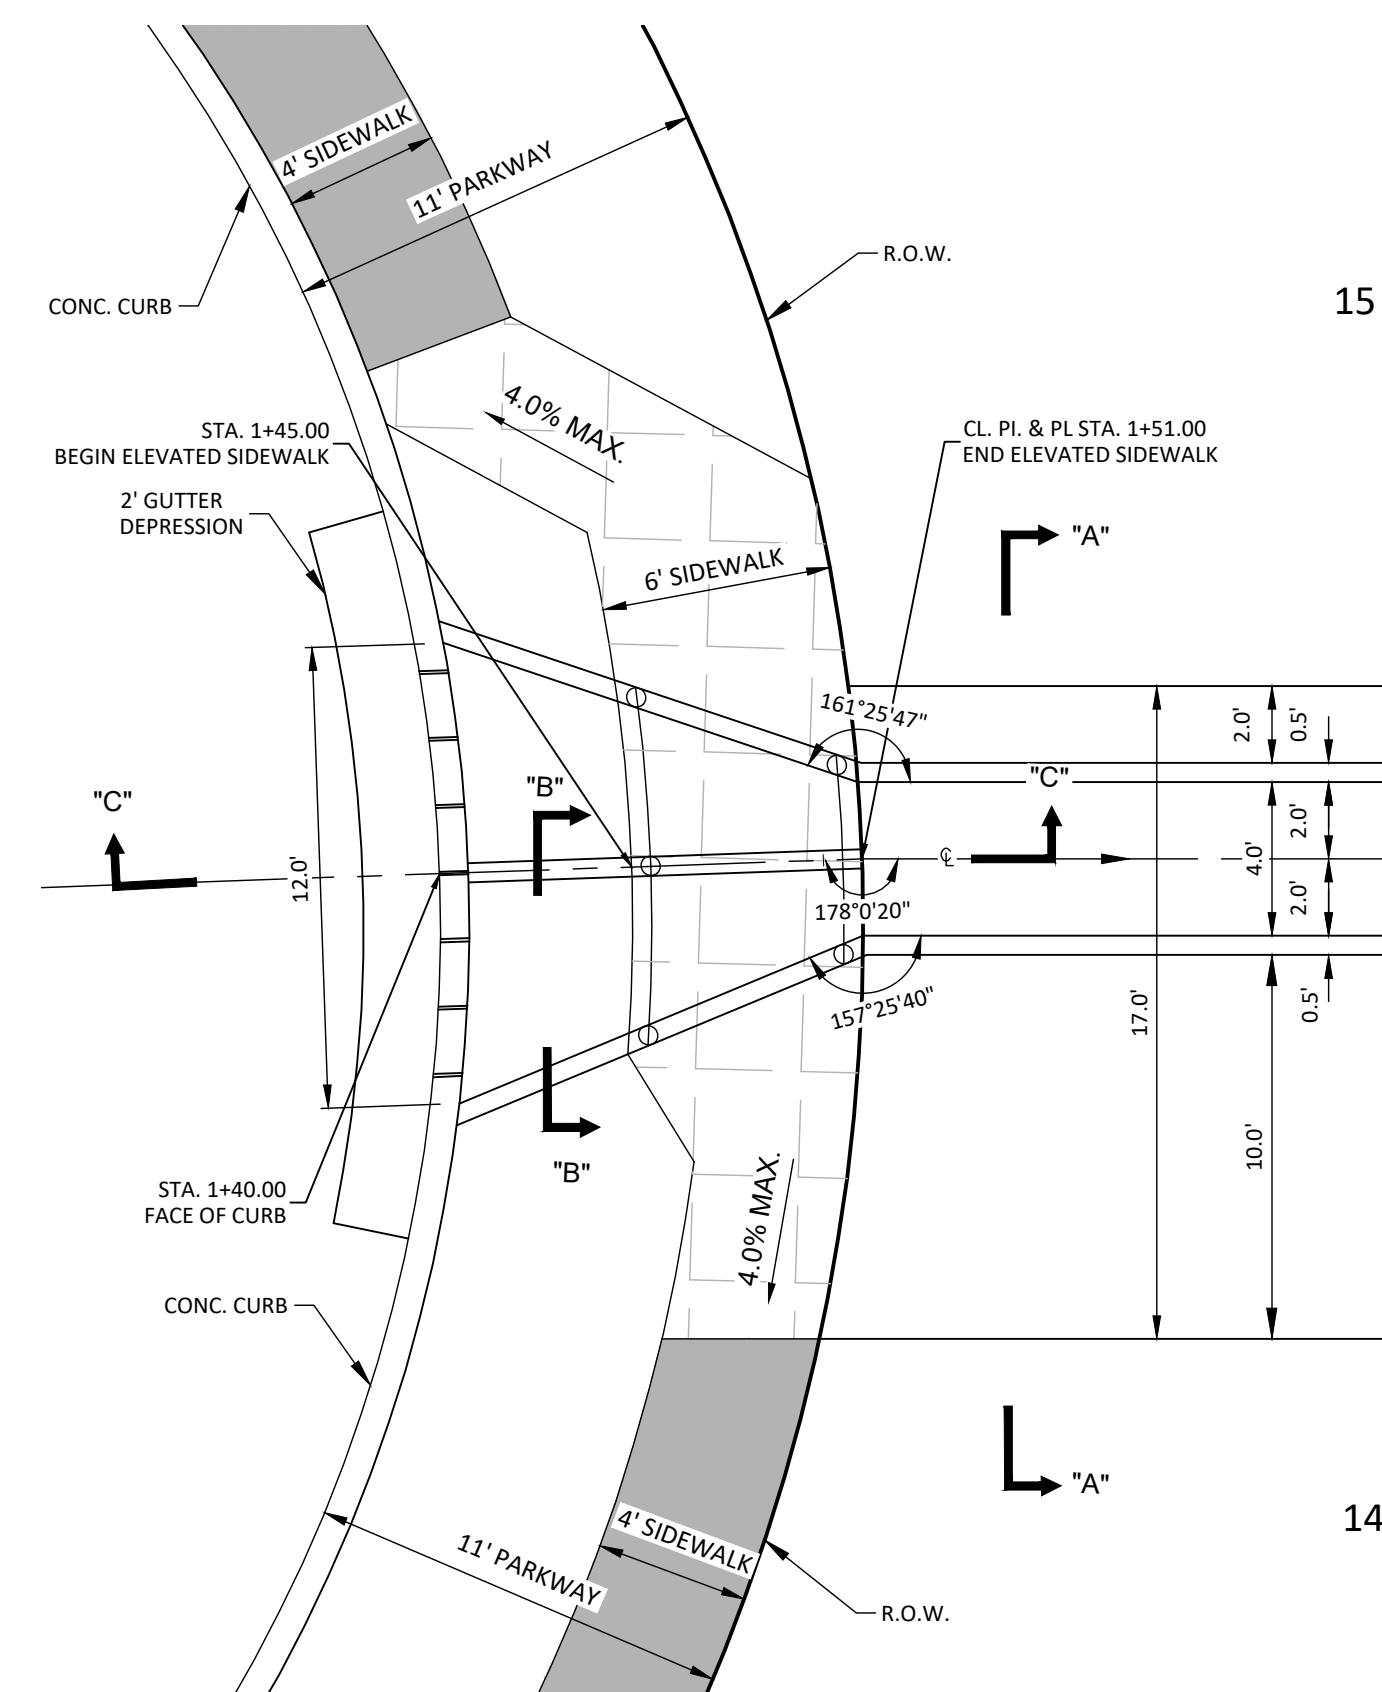 4' SIDEWALK
11' PARKWAY
R.O.W.
CONC. CURB
15
4.0% MAX.
STA. 1+45.00
BEGIN ELEVATED SIDEWALK
CL. PI. & PL STA. 1+51.00
END ELEVATED SIDEWALK
2' GUTTER
DEPRESSION
"A"
6' SIDEWALK
161°25'47"
2.0'
0.5'
"B"
"C"
"C"
℄
2.0'
4.0'
12.0'
2.0'
178°0'20"
157°25'40"
17.0'
0.5'
10.0'
"B"
STA. 1+40.00
FACE OF CURB
4.0% MAX.
CONC. CURB
"A"
14
4' SIDEWALK
11' PARKWAY
R.O.W.